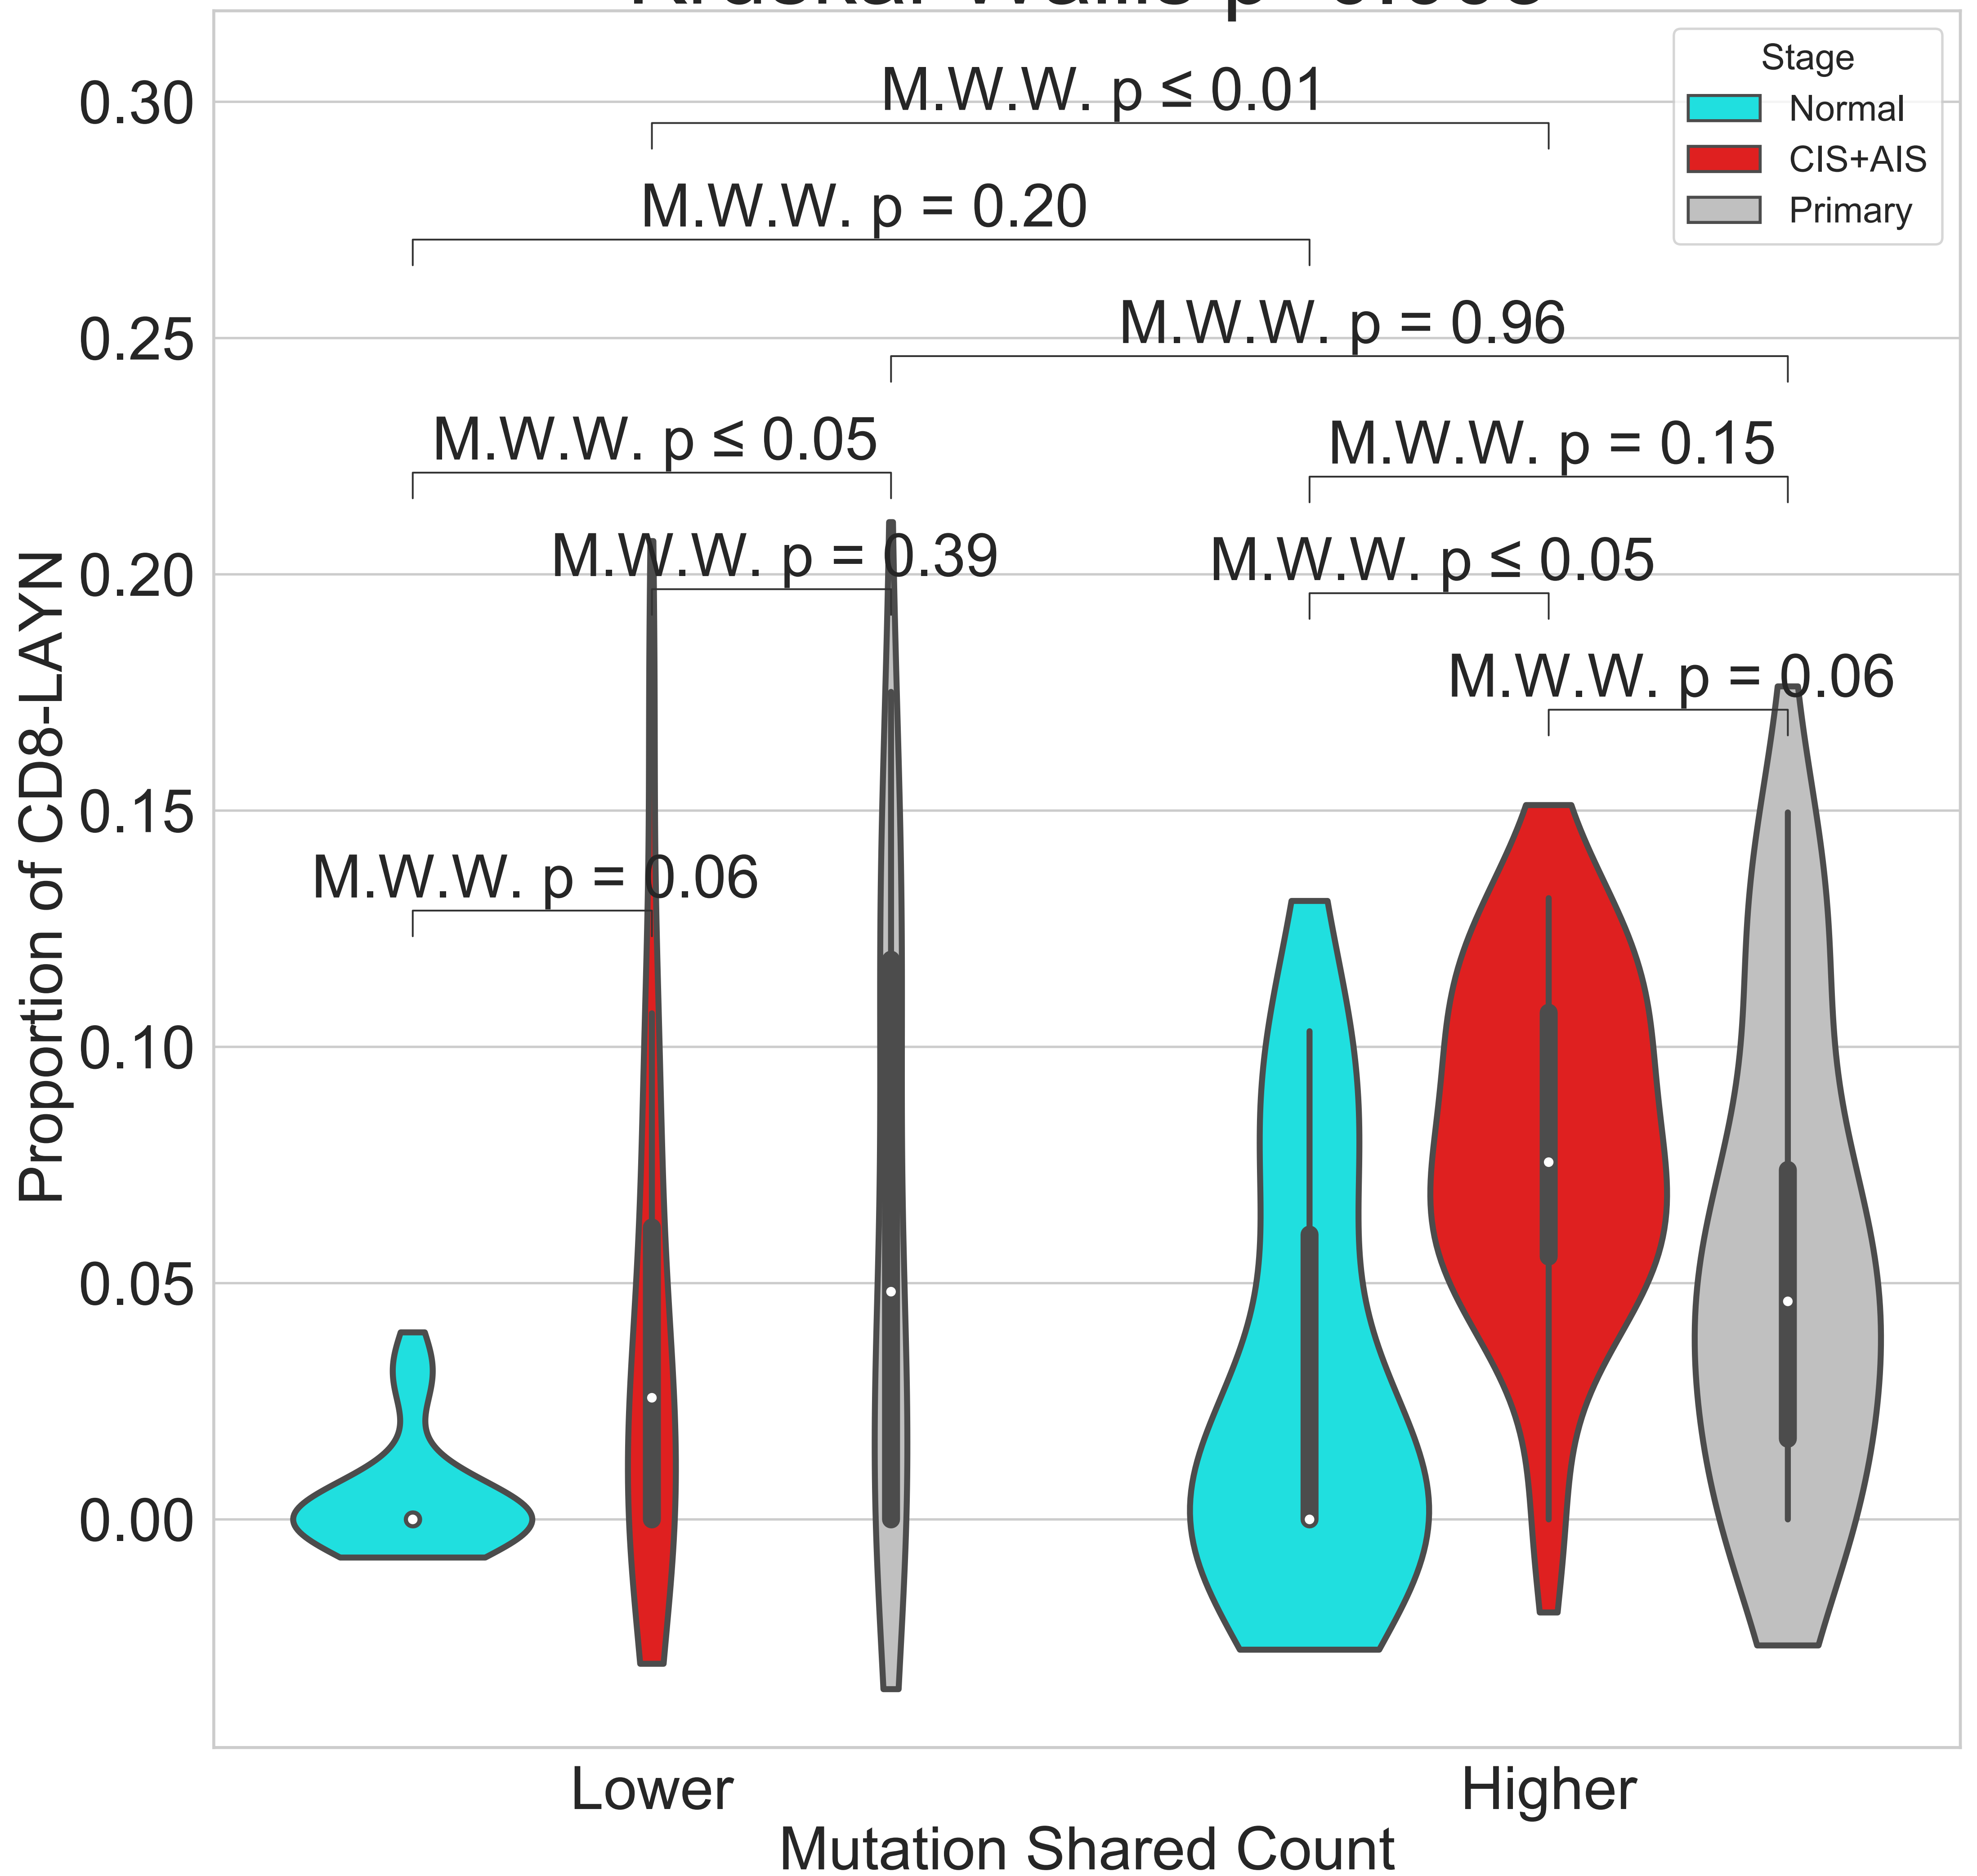 Stage
Normal
CIS+AIS
Primary
M.W.W. p ≤ 0.01
M.W.W. p = 0.20
M.W.W. p = 0.96
M.W.W. p ≤ 0.05
M.W.W. p = 0.15
M.W.W. p = 0.39
M.W.W. p ≤ 0.05
M.W.W. p = 0.06
M.W.W. p = 0.06
0.30
0.25
0.20
0.15
0.10
0.05
0.00
Proportion of CD8-LAYN
Lower
Higher
Mutation Shared Count